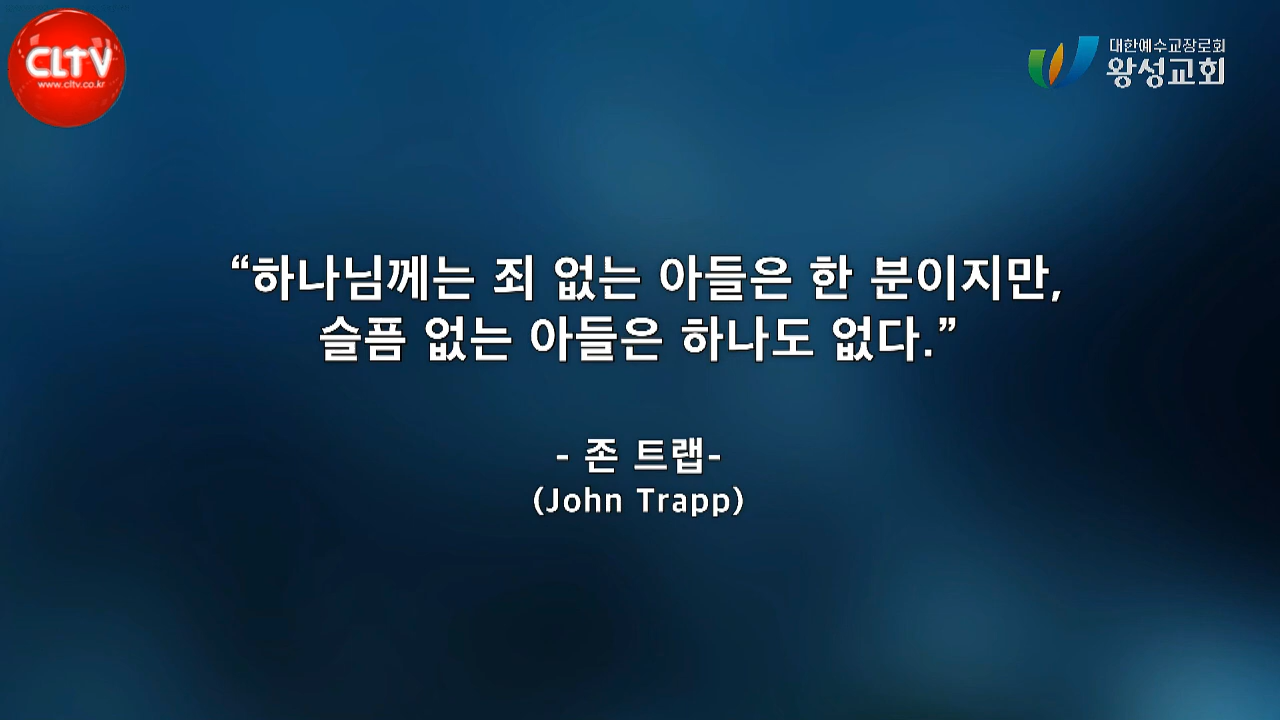 CLTV
www.cltv.co.kr
대한예수교장로회
왕성교회
“하나님께는 죄 없는 아들은 한 분이지만,
슬픔 없는 아들은 하나도 없다.”
- 존 트랩-
(John Trapp)